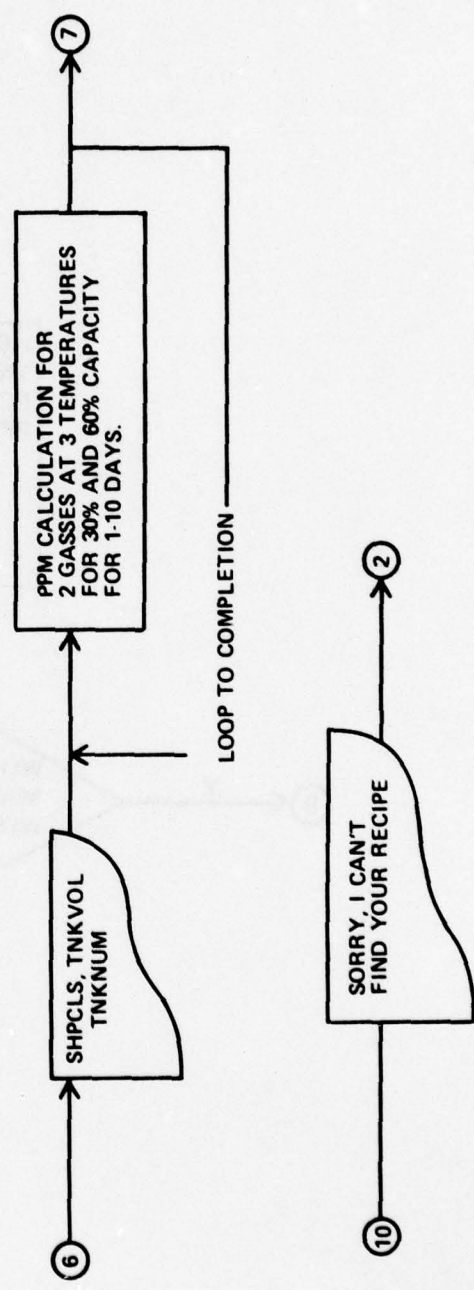 6
SHPCLS, TNKVOL
TNKNUM
PPM CALCULATION FOR
2 GASSES AT 3 TEMPERATURES
FOR 30% AND 60% CAPACITY
FOR 1-10 DAYS.
7
LOOP TO COMPLETION
10
SORRY, I CAN'T
FIND YOUR RECIPE
2